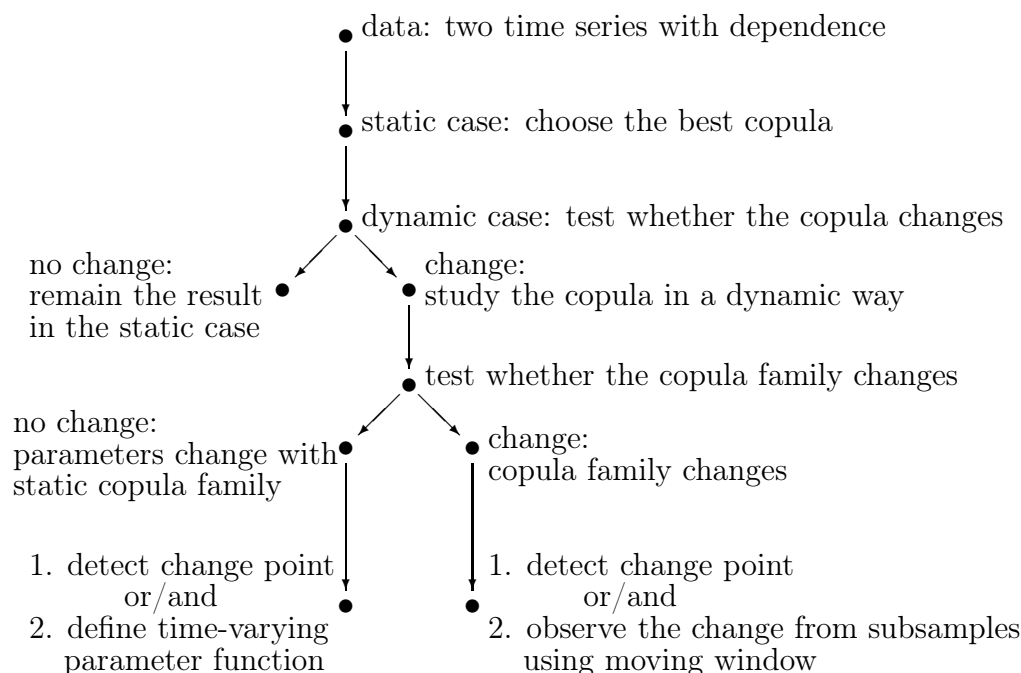 data: two time series with dependence
static case: choose the best copula
dynamic case: test whether the copula changes
no change:
remain the result
in the static case
change:
study the copula in a dynamic way
test whether the copula family changes
no change:
parameters change with
static copula family
change:
copula family changes
1. detect change point
or/and
2. define time-varying
parameter function
1. detect change point
or/and
2. observe the change from subsamples
using moving window